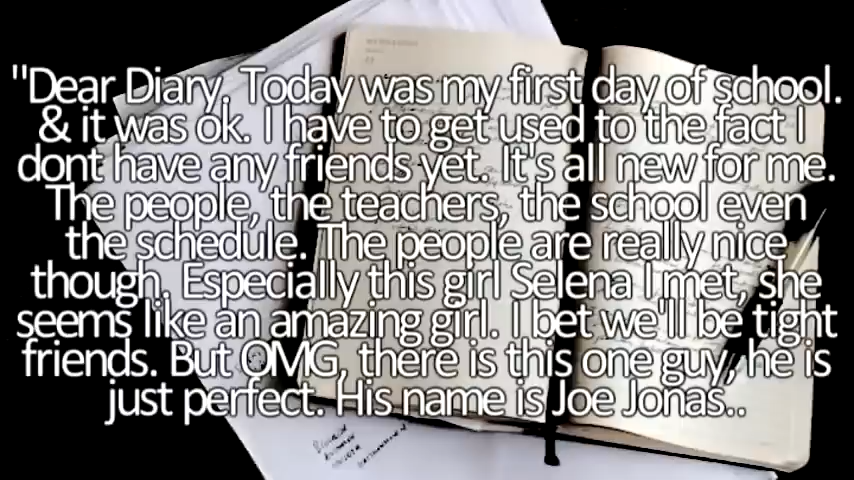 "Dear Diary, Today was my first day of school.
& it was ok. I have to get used to the fact I
dont have any friends yet. It's all new for me.
The people, the teachers, the school even
the schedule. The people are really nice
though. Especially this girl Selena I met, she
seems like an amazing girl. I bet we'll be tight
friends. But OMG, there is this one guy, he is
just perfect. His name is Joe Jonas..